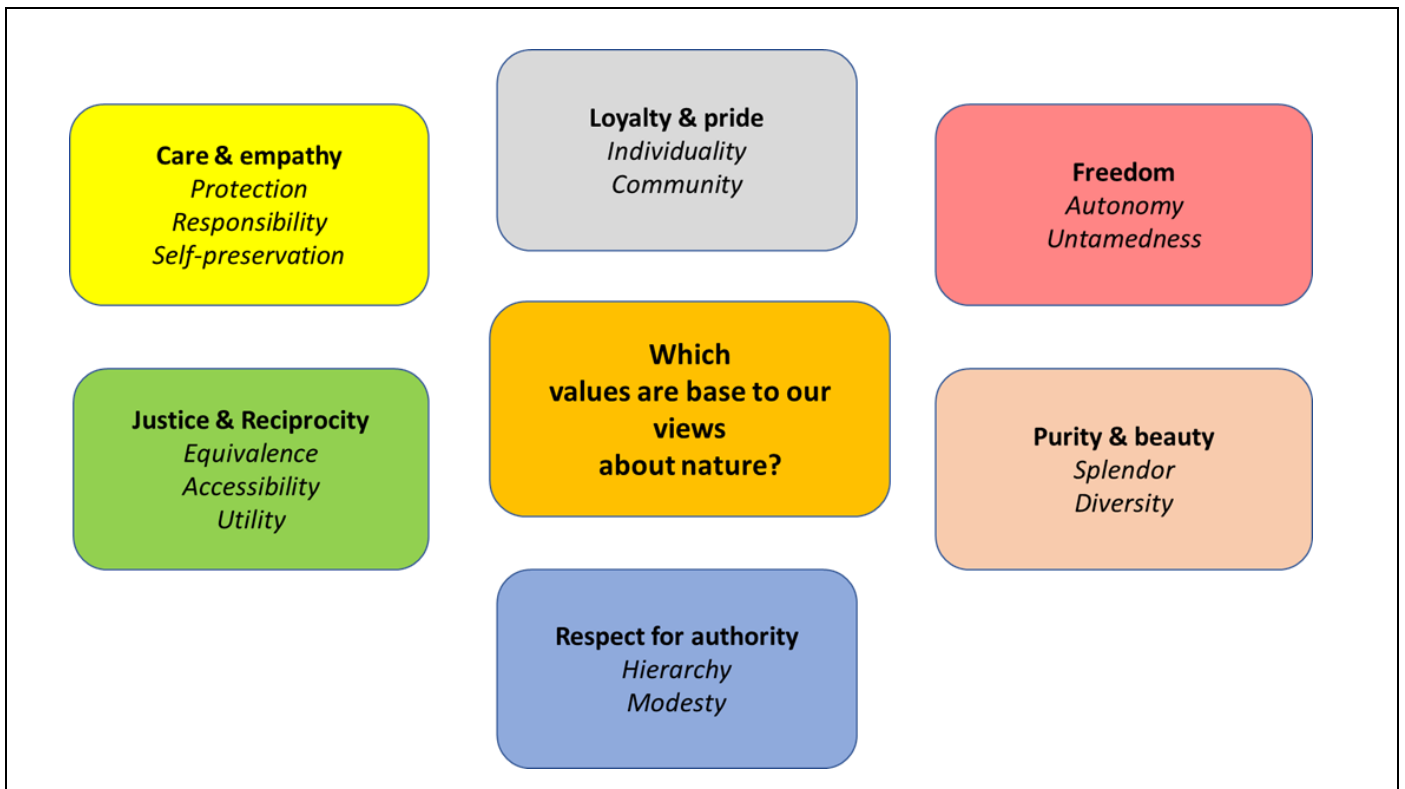 Loyalty & pride
Individuality
Community
Care & empathy
Protection
Responsibility
Self-preservation
Freedom
Autonomy
Untamedness
Which
values are base to our
views
about nature?
Justice & Reciprocity
Equivalence
Accessibility
Utility
Purity & beauty
Splendor
Diversity
Respect for authority
Hierarchy
Modesty